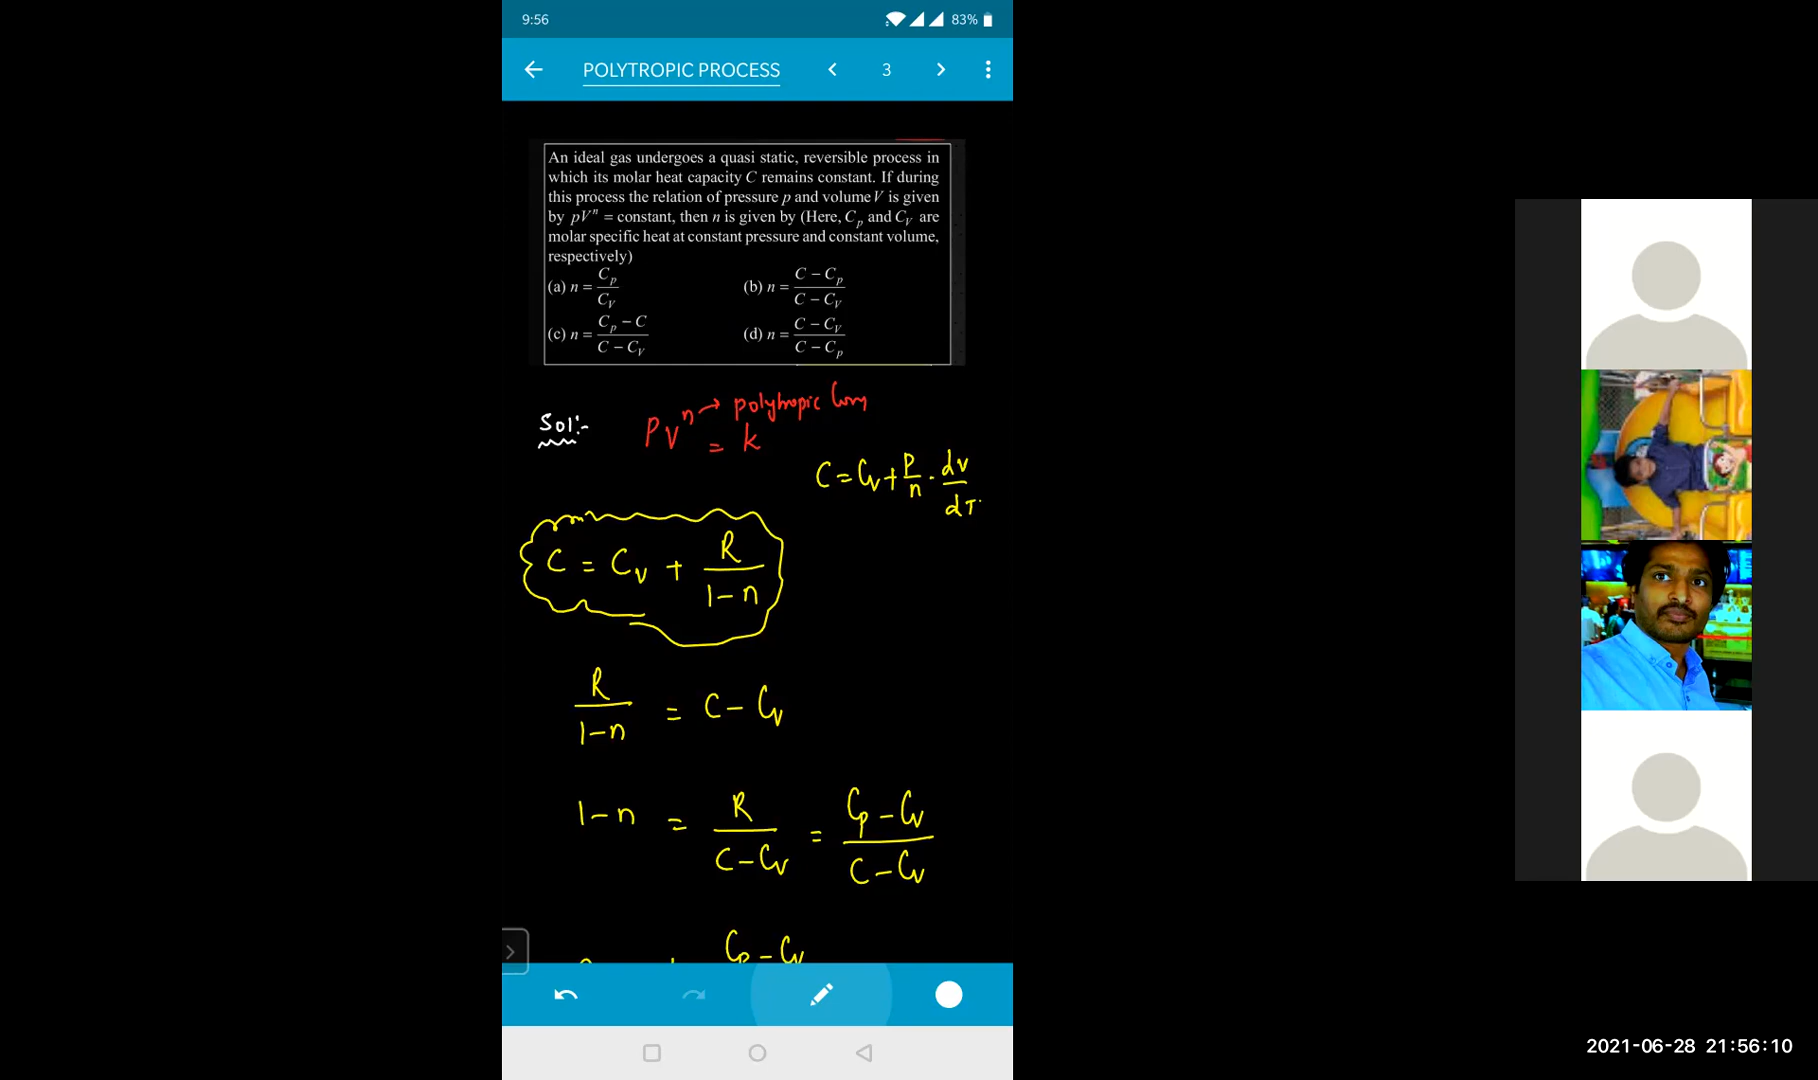 9:56
83%
POLYTROPIC PROCESS
3
An ideal gas undergoes a quasi static, reversible process in
which its molar heat capacity C remains constant. If during
this process the relation of pressure p and volume V is given
by pVⁿ = constant, then n is given by (Here, C_p and C_V are
molar specific heat at constant pressure and constant volume,
respectively)
(a) n = C_p / C_V (b) n = (C − C_p) / (C − C_V)
(c) n = (C_p − C) / (C − C_V) (d) n = (C − C_V) / (C − C_p)
Sol:-
PVⁿ = k
→ polytropic
C = C_V + P/n · dV/dT
C = C_V + R/(1-n)
R/(1-n) = C - C_V
1-n = R/(C-C_V) = (C_P - C_V)/(C - C_V)
C_P - C_V
2021-06-28 21:56:10